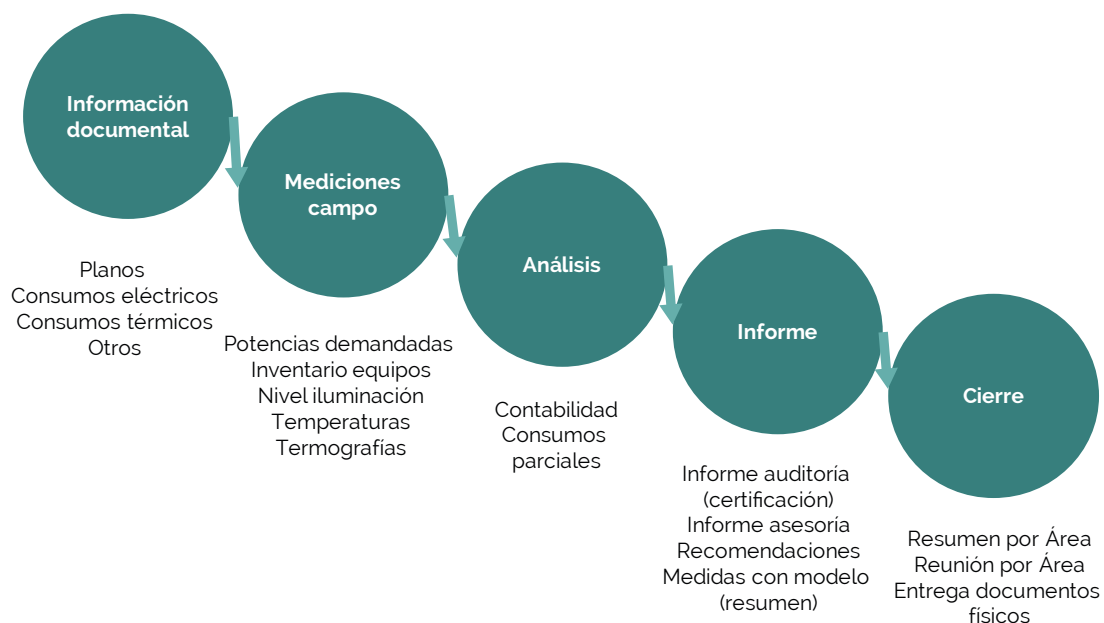 Información
documental
Planos
Consumos eléctricos
Consumos térmicos
Otros
Mediciones
campo
Potencias demandadas
Inventario equipos
Nivel iluminación
Temperaturas
Termografías
Análisis
Contabilidad
Consumos
parciales
Informe
Informe auditoría
(certificación)
Informe asesoría
Recomendaciones
Medidas con modelo
(resumen)
Cierre
Resumen por Área
Reunión por Área
Entrega documentos
físicos